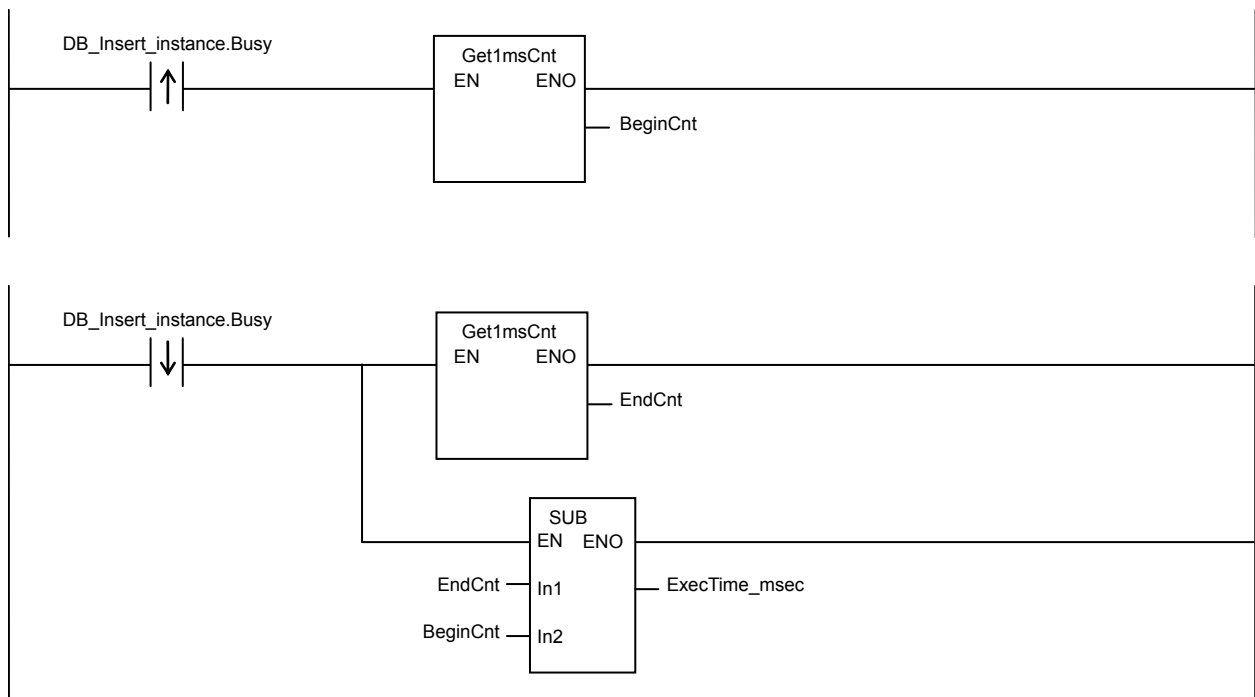 DB_Insert_instance.Busy
Get1msCnt
EN ENO
BeginCnt
DB_Insert_instance.Busy
Get1msCnt
EN ENO
EndCnt
SUB
EN ENO
EndCnt In1 ExecTime_msec
BeginCnt In2